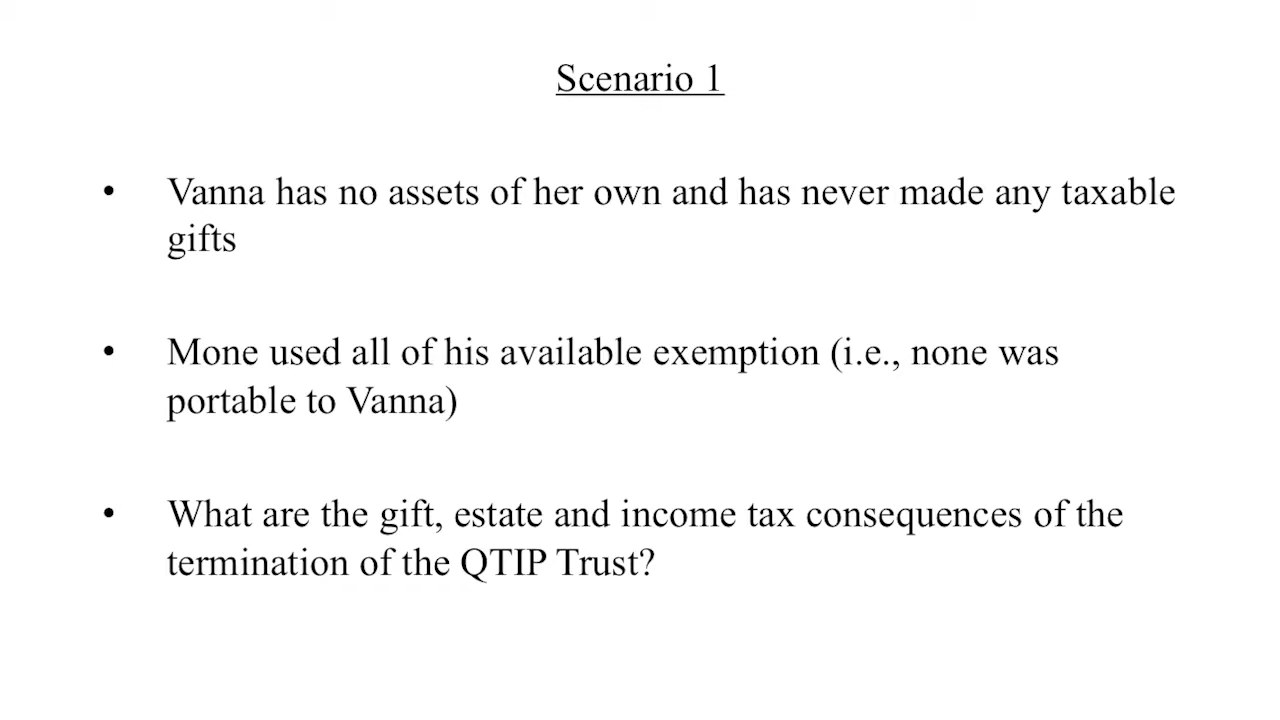 Scenario 1
• Vanna has no assets of her own and has never made any taxable
gifts
• Mone used all of his available exemption (i.e., none was
portable to Vanna)
• What are the gift, estate and income tax consequences of the
termination of the QTIP Trust?